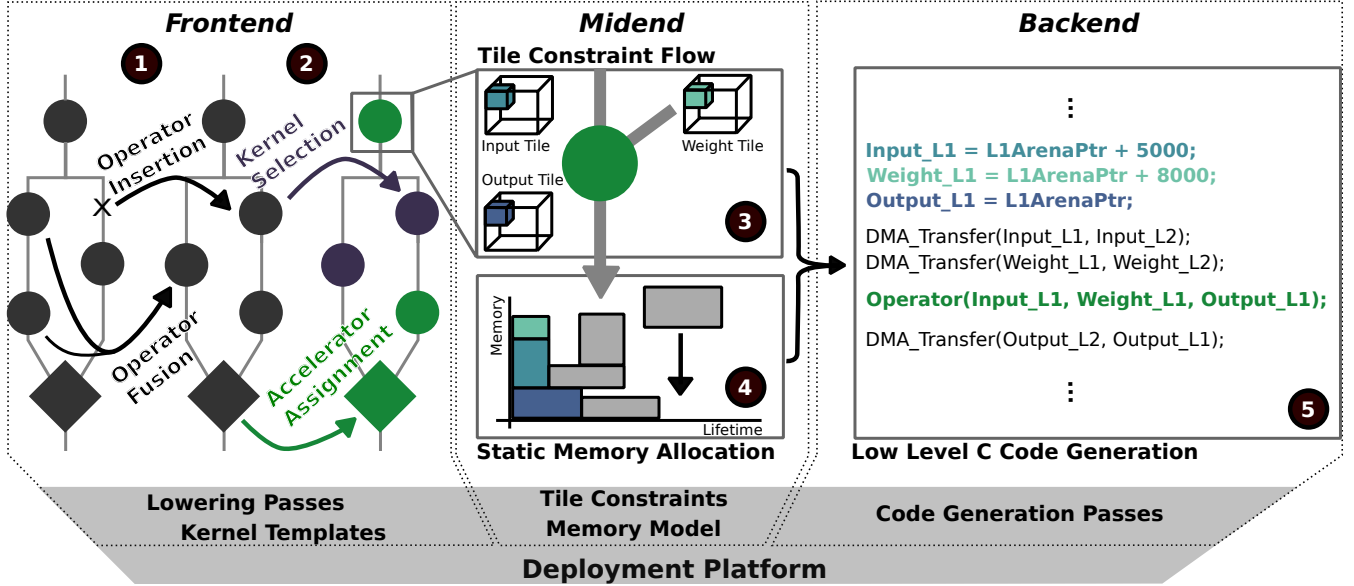 Frontend
Midend
Backend
1
2
Operator
Insertion
Kernel
Selection
Operator
Fusion
Accelerator
Assignment
X
Tile Constraint Flow
Input Tile
Weight Tile
Output Tile
3
Memory
Lifetime
4
Static Memory Allocation
⋮
Input_L1 = L1ArenaPtr + 5000;
Weight_L1 = L1ArenaPtr + 8000;
Output_L1 = L1ArenaPtr;
DMA_Transfer(Input_L1, Input_L2);
DMA_Transfer(Weight_L1, Weight_L2);
Operator(Input_L1, Weight_L1, Output_L1);
DMA_Transfer(Output_L2, Output_L1);
⋮
5
Low Level C Code Generation
Lowering Passes
Kernel Templates
Tile Constraints
Memory Model
Code Generation Passes
Deployment Platform